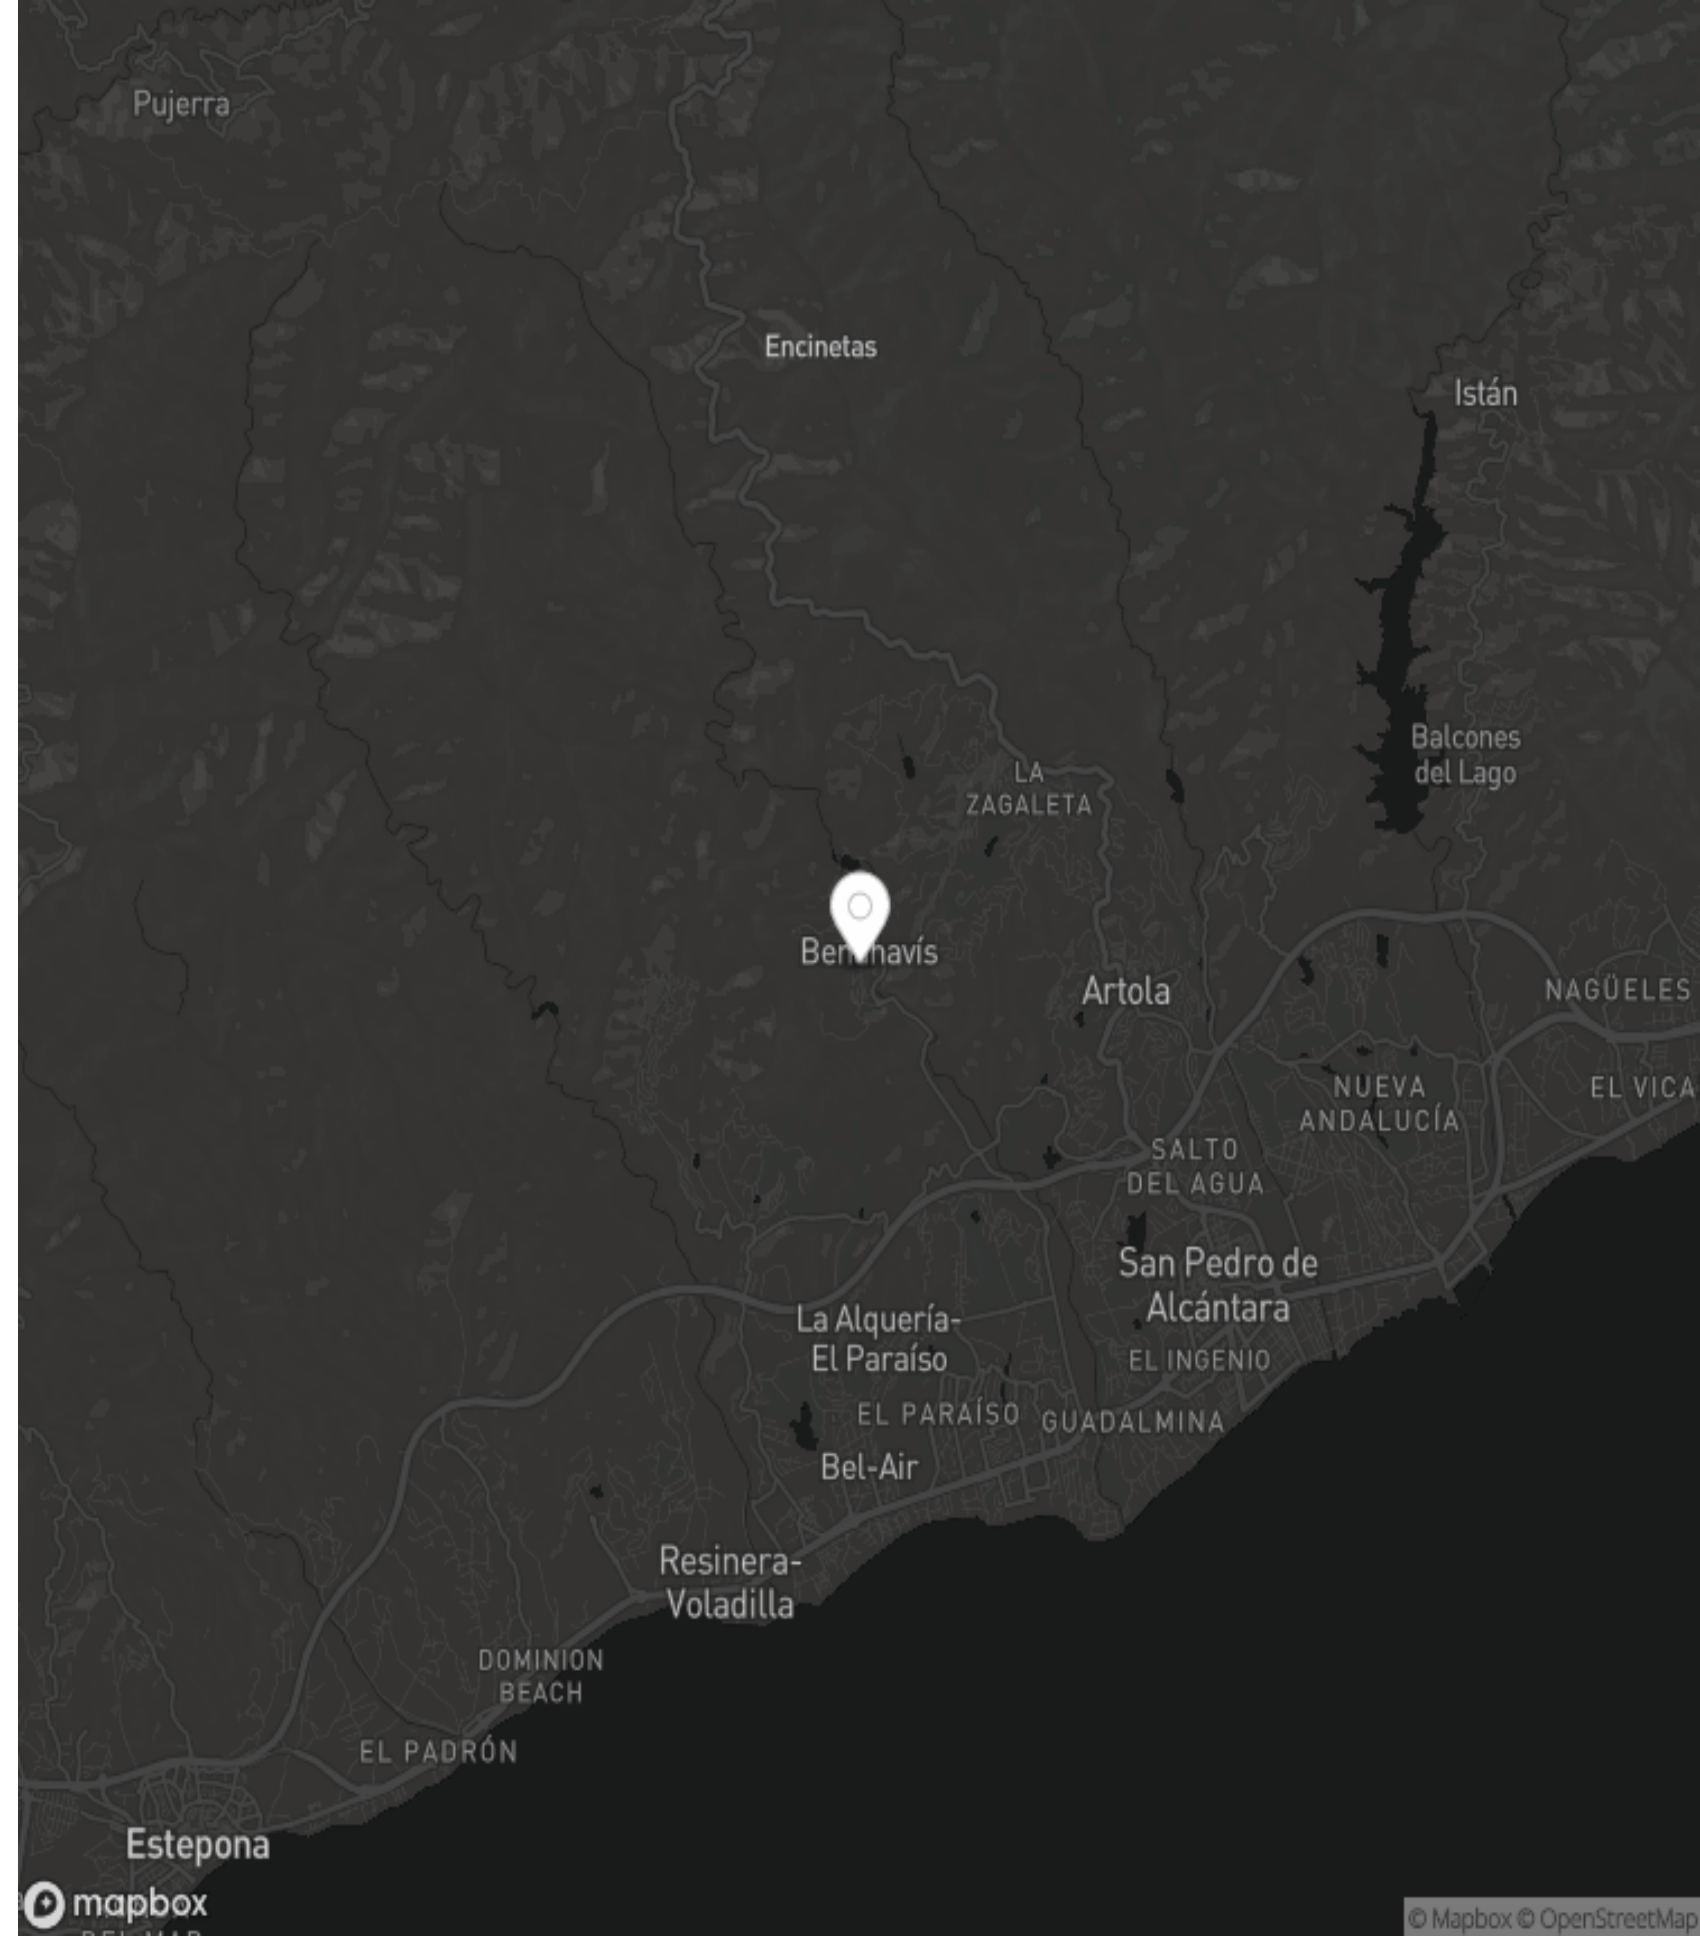 Pujerra
Encinetas
Istán
Balcones
del Lago
LA
ZAGALETA
Artola
NAGÜELES
NUEVA
ANDALUCÍA
EL VICA
SALTO
DEL AGUA
San Pedro de
Alcántara
La Alquería-
El Paraíso
EL INGENIO
EL PARAÍSO
GUADALMINA
Bel-Air
Resinera-
Voladilla
DOMINION
BEACH
EL PADRÓN
Estepona
mapbox
© Mapbox © OpenStreetMap